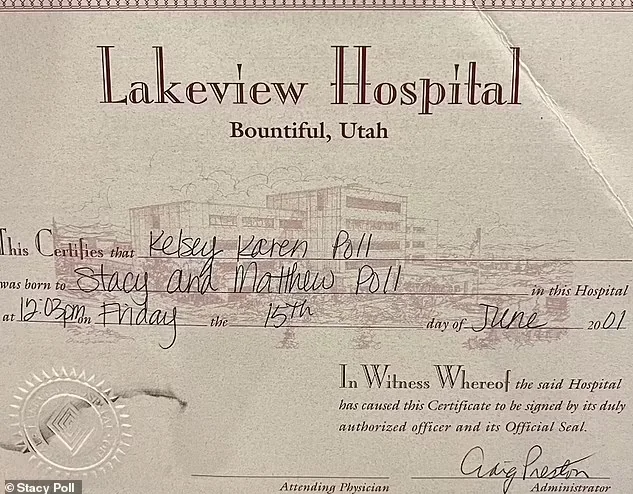 Lakeview Hospital
Bountiful, Utah
This Certifies that Kelsey Karen Poll
was born to Stacy and Matthew Poll in this Hospital
at 12:03pm on Friday the 15th day of June 2001
In Witness Whereof the said Hospital
has caused this Certificate to be signed by its duly
authorized officer and its Official Seal.
Craig Preston
Attending Physician Administrator
© Stacy Poll